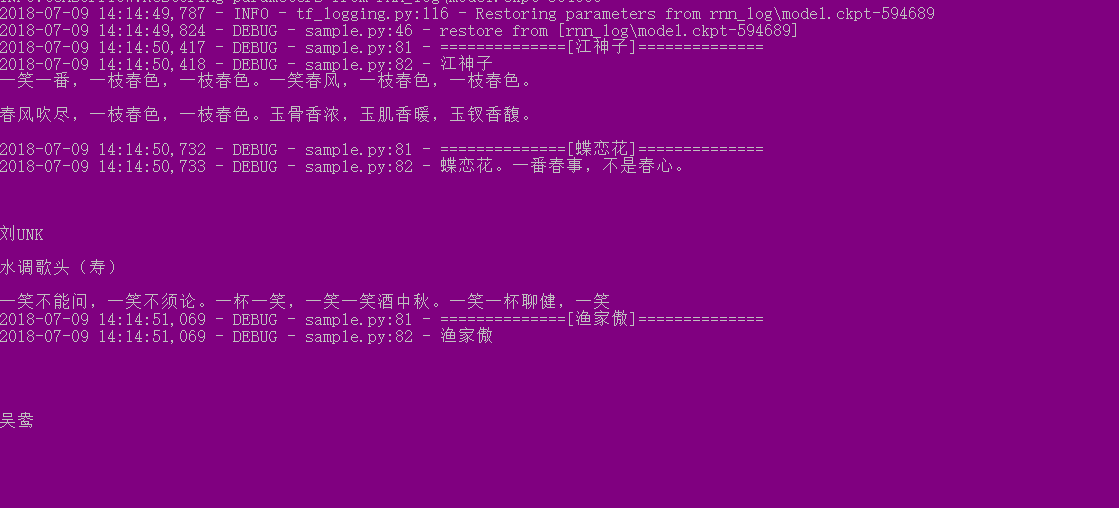 2018-07-09 14:14:49,787 - INFO - tf_logging.py:116 - Restoring parameters from rnn_log\model.ckpt-594689
2018-07-09 14:14:49,824 - DEBUG - sample.py:46 - restore from [rnn_log\model.ckpt-594689]
2018-07-09 14:14:50,417 - DEBUG - sample.py:81 - ==============[江神子]==============
2018-07-09 14:14:50,418 - DEBUG - sample.py:82 - 江神子
一笑一番，一枝春色，一枝春色。一笑春风，一枝春色，一枝春色。
春风吹尽，一枝春色，一枝春色。玉骨香浓，玉肌香暖，玉钗香馥。
2018-07-09 14:14:50,732 - DEBUG - sample.py:81 - ==============[蝶恋花]==============
2018-07-09 14:14:50,733 - DEBUG - sample.py:82 - 蝶恋花。一番春事，不是春心。
刘UNK
水调歌头（寿）
一笑不能问，一笑不须论。一杯一笑，一笑一笑酒中秋。一笑一杯聊健，一笑
2018-07-09 14:14:51,069 - DEBUG - sample.py:81 - ==============[渔家傲]==============
2018-07-09 14:14:51,069 - DEBUG - sample.py:82 - 渔家傲
吴鸯